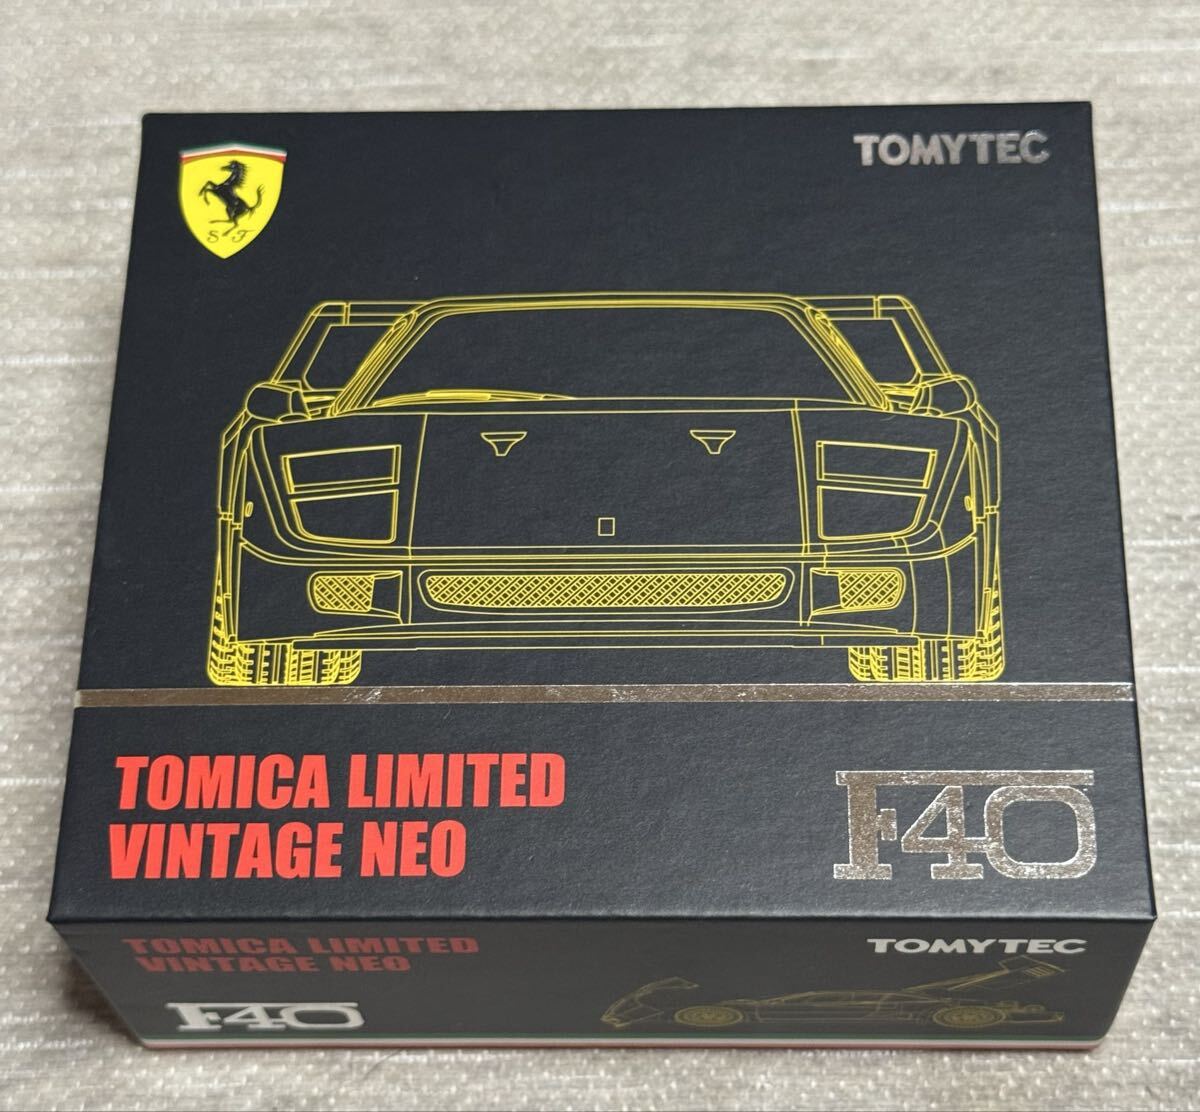 TOMYTEC
S F
TOMICA LIMITED
VINTAGE NEO
F40
TOMICA LIMITED
VINTAGE NEO
TOMYTEC
F40